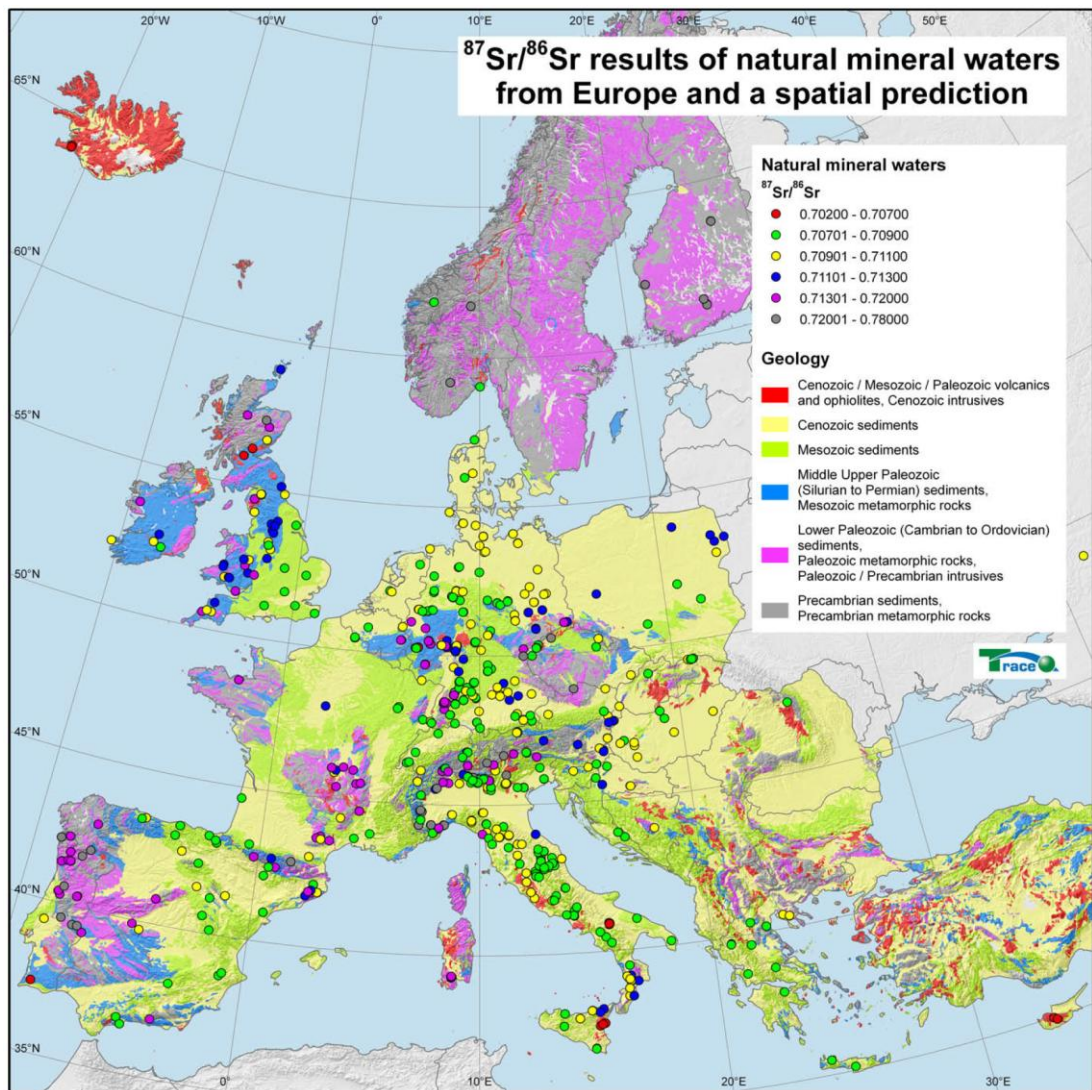 20°W
10°W
0°
10°E
20°E
30°E
40°E
50°E
65°N
60°N
55°N
50°N
45°N
40°N
35°N
0°
10°E
20°E
30°E
87Sr/86Sr results of natural mineral waters
from Europe and a spatial prediction
Natural mineral waters
87Sr/86Sr
0.70200 - 0.70700
0.70701 - 0.70900
0.70901 - 0.71100
0.71101 - 0.71300
0.71301 - 0.72000
0.72001 - 0.78000
Geology
Cenozoic / Mesozoic / Paleozoic volcanics
and ophiolites, Cenozoic intrusives
Cenozoic sediments
Mesozoic sediments
Middle Upper Paleozoic
(Silurian to Permian) sediments,
Mesozoic metamorphic rocks
Lower Paleozoic (Cambrian to Ordovician)
sediments,
Paleozoic metamorphic rocks,
Paleozoic / Precambrian intrusives
Precambrian sediments,
Precambrian metamorphic rocks
Trace